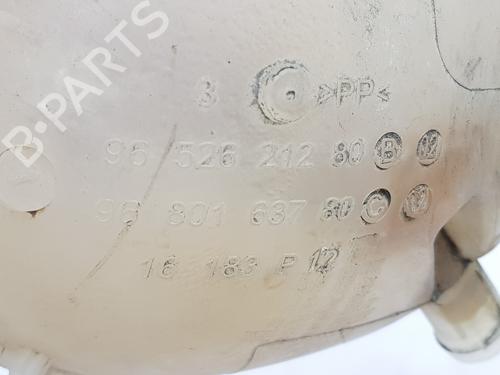 B-PARTS
3 >PP<
96 526 212 80 B
96 801 637 80 C
16 183 P 12